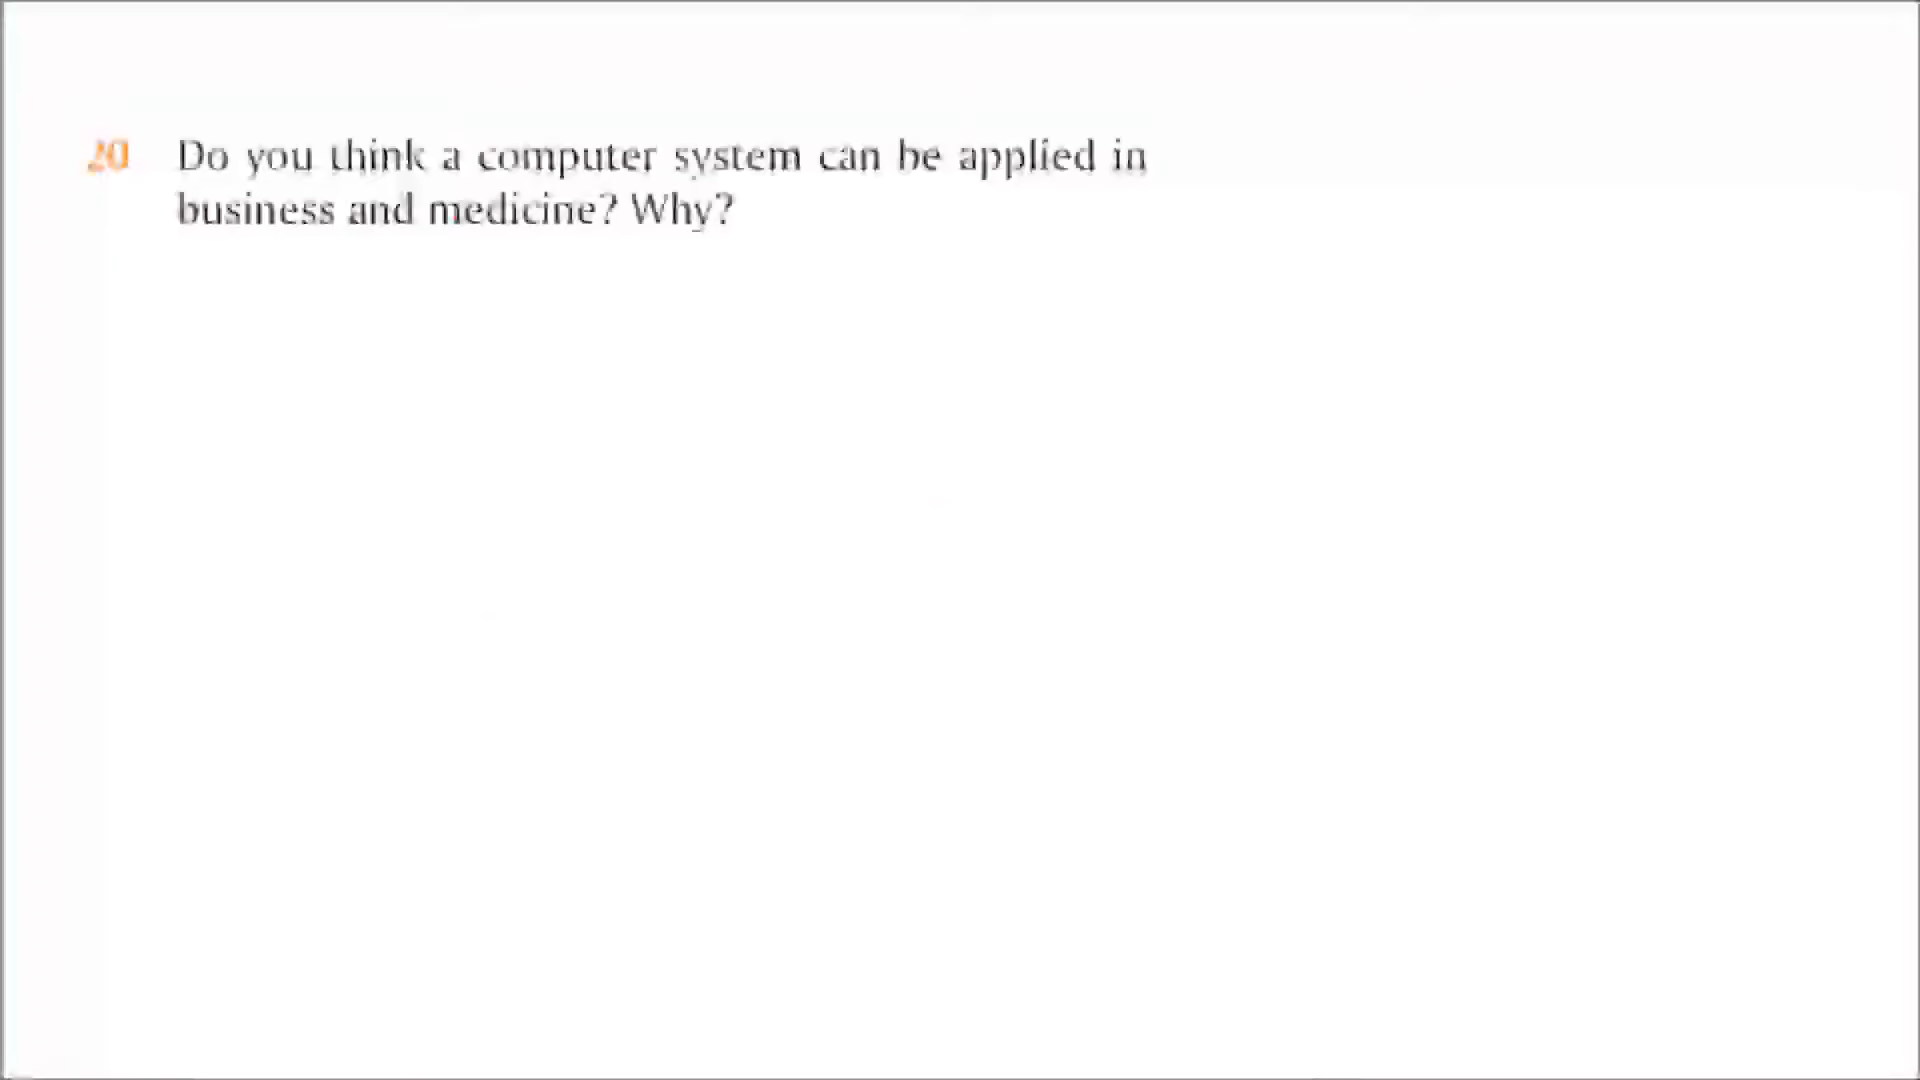 20 Do you think a computer system can be applied in
business and medicine? Why?